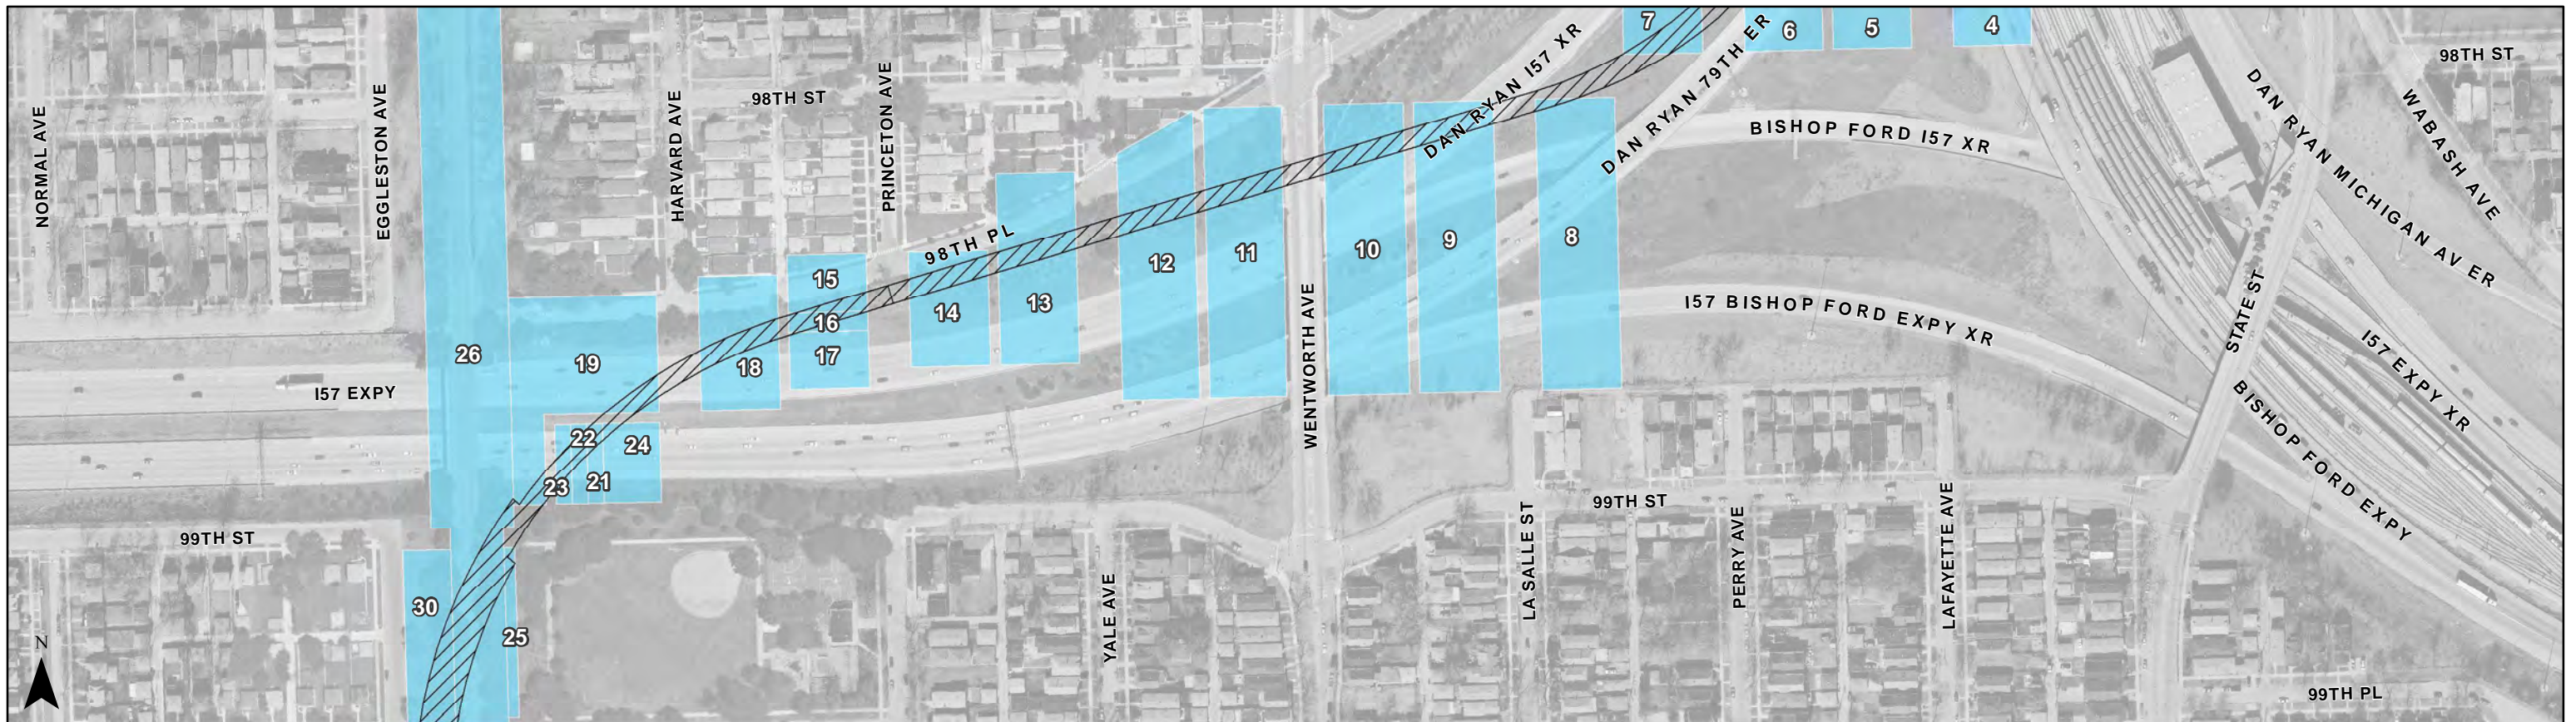 7
6
5
4
98TH ST
DAN RYAN I57 XR
DAN RYAN 79TH ER
DAN RYAN MICHIGAN AV ER
WABASH AVE
NORMAL AVE
EGGLESTON AVE
HARVARD AVE
98TH ST
PRINCETON AVE
BISHOP FORD I57 XR
98TH PL
26
19
18
15
16
17
14
13
12
11
10
9
8
WENTWORTH AVE
I57 BISHOP FORD EXPY XR
STATE ST
I57 EXPY XR
BISHOP FORD EXPY
I57 EXPY
22
24
23
21
99TH ST
99TH ST
LA SALLE ST
PERRY AVE
LAFAYETTE AVE
YALE AVE
30
25
N
99TH PL